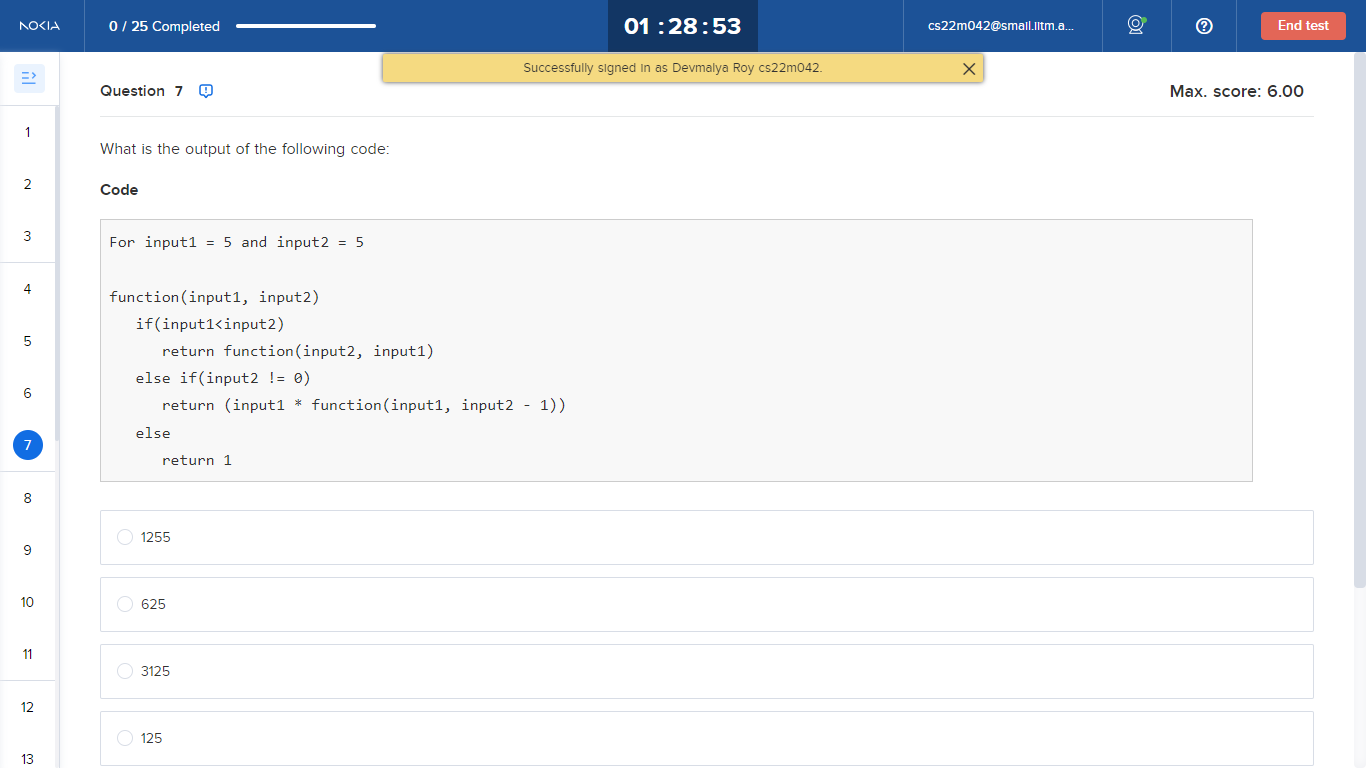 NOKIA
0 / 25 Completed
01 : 28 : 53
cs22m042@smail.iitm.a...
End test
Successfully signed in as Devmalya Roy cs22m042.
Question 7
Max. score: 6.00
1
2
3
4
5
6
7
8
9
10
11
12
13
What is the output of the following code:
Code
For input1 = 5 and input2 = 5
function(input1, input2)
if(input1<input2)
return function(input2, input1)
else if(input2 != 0)
return (input1 * function(input1, input2 - 1))
else
return 1
1255
625
3125
125